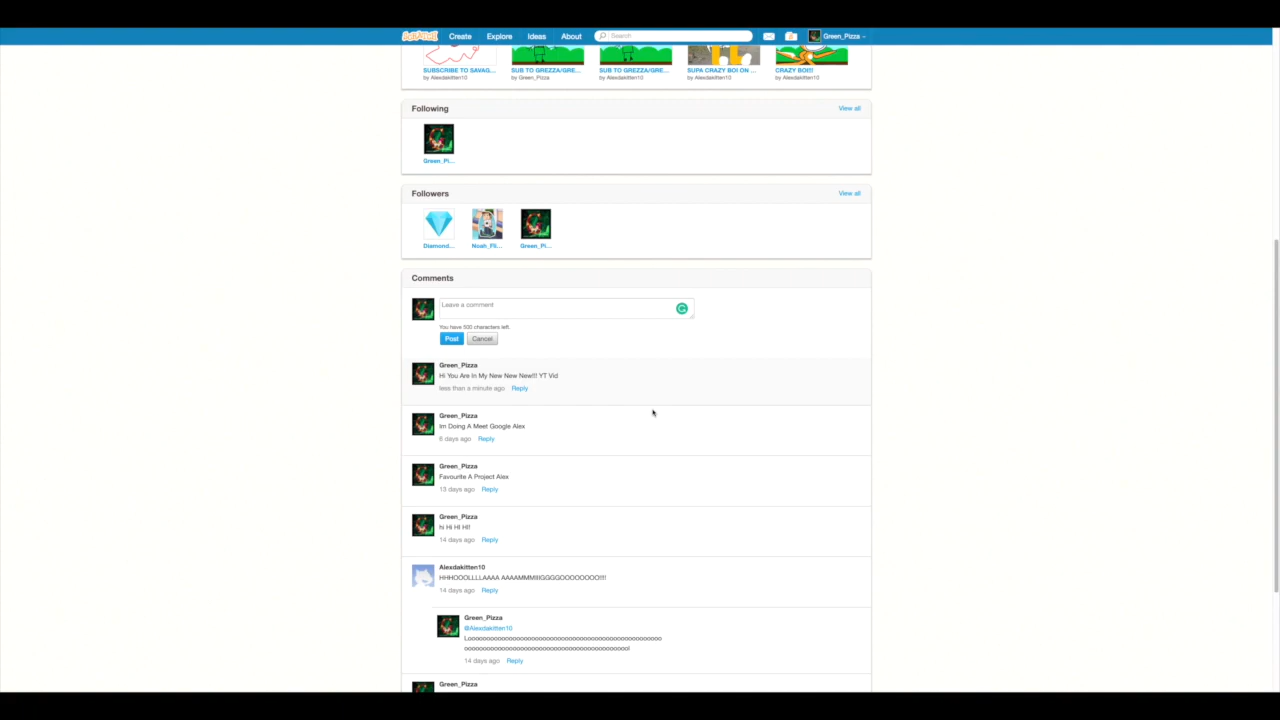 SCRATCH Create Explore Ideas About Search Green_Pizza
SUBSCRIBE TO SAVAG... SUB TO GREZZA/GRE... SUB TO GREZZA/GRE... SUPA CRAZY BOI ON ... CRAZY BOI!!
by Alexdakitten10 by Green_Pizza by Alexdakitten10 by Alexdakitten10 by Alexdakitten10
Following View all
Green_Pi...
Followers View all
Diamond... Noah_Fli... Green_Pi...
Comments
Leave a comment
You have 500 characters left.
Post Cancel
Green_Pizza
Hi You Are In My New New New!!! YT Vid
less than a minute ago Reply
Green_Pizza
Im Doing A Meet Google Alex
6 days ago Reply
Green_Pizza
Favourite A Project Alex
13 days ago Reply
Green_Pizza
hi Hi HI HI!
14 days ago Reply
Alexdakitten10
14 days ago Reply
Green_Pizza
@Alexdakitten10
14 days ago Reply
Green_Pizza